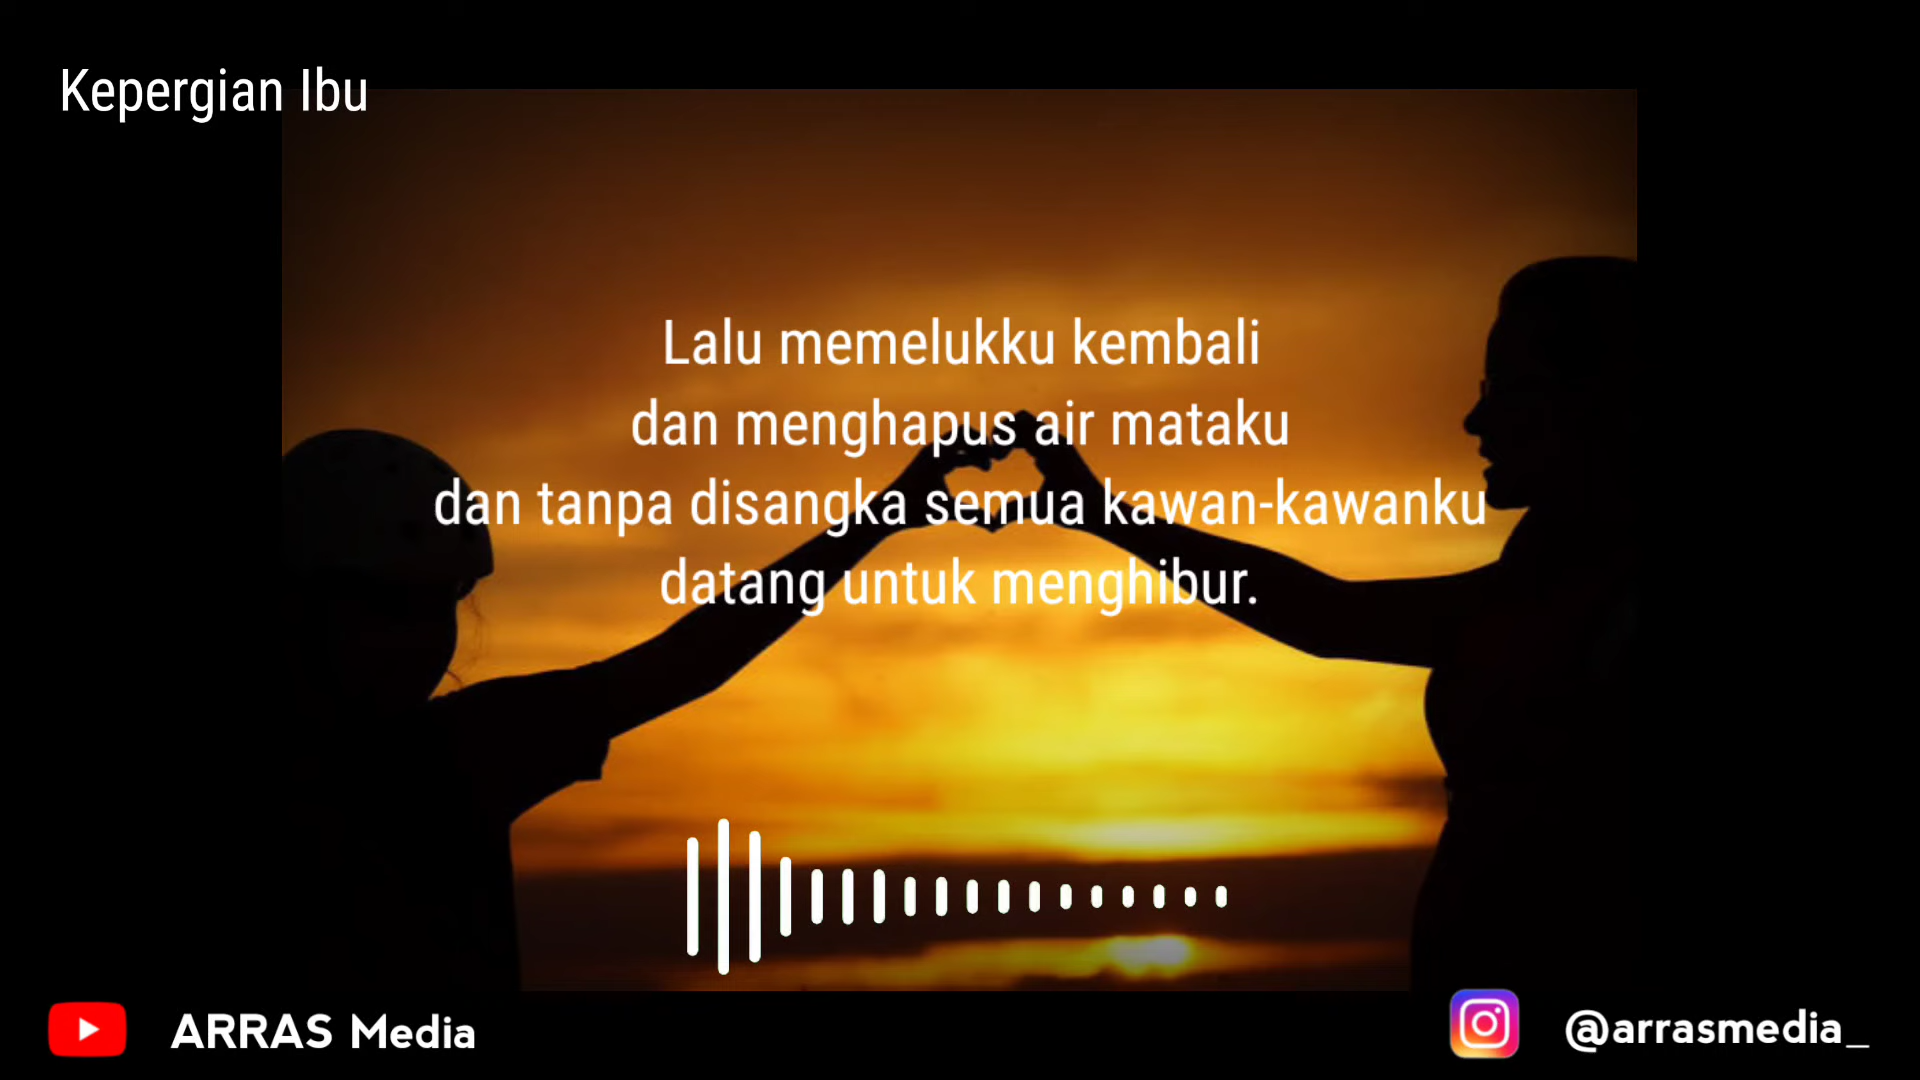 Kepergian Ibu
Lalu memelukku kembali
dan menghapus air mataku
dan tanpa disangka semua kawan-kawanku
datang untuk menghibur.
ARRAS Media
@arrasmedia_